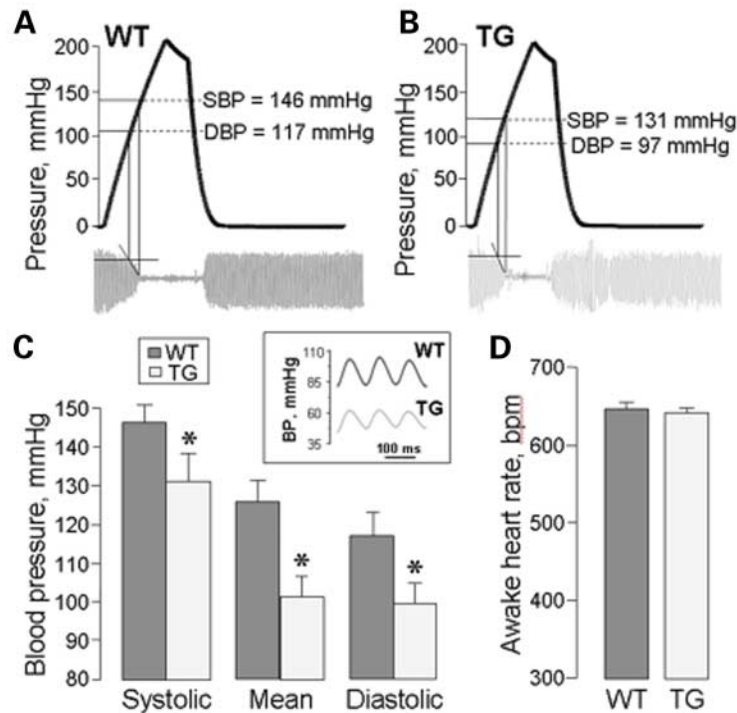 A
WT
Pressure, mmHg
200
150
100
50
0
SBP = 146 mmHg
DBP = 117 mmHg
B
TG
Pressure, mmHg
200
150
100
50
0
SBP = 131 mmHg
DBP = 97 mmHg
C
WT
TG
Blood pressure, mmHg
150
140
130
120
110
100
90
80
*
*
*
Systolic Mean Diastolic
BP. mmHg
110
85
60
35
WT
TG
100 ms
D
Awake heart rate, bpm
700
600
500
400
300
WT TG